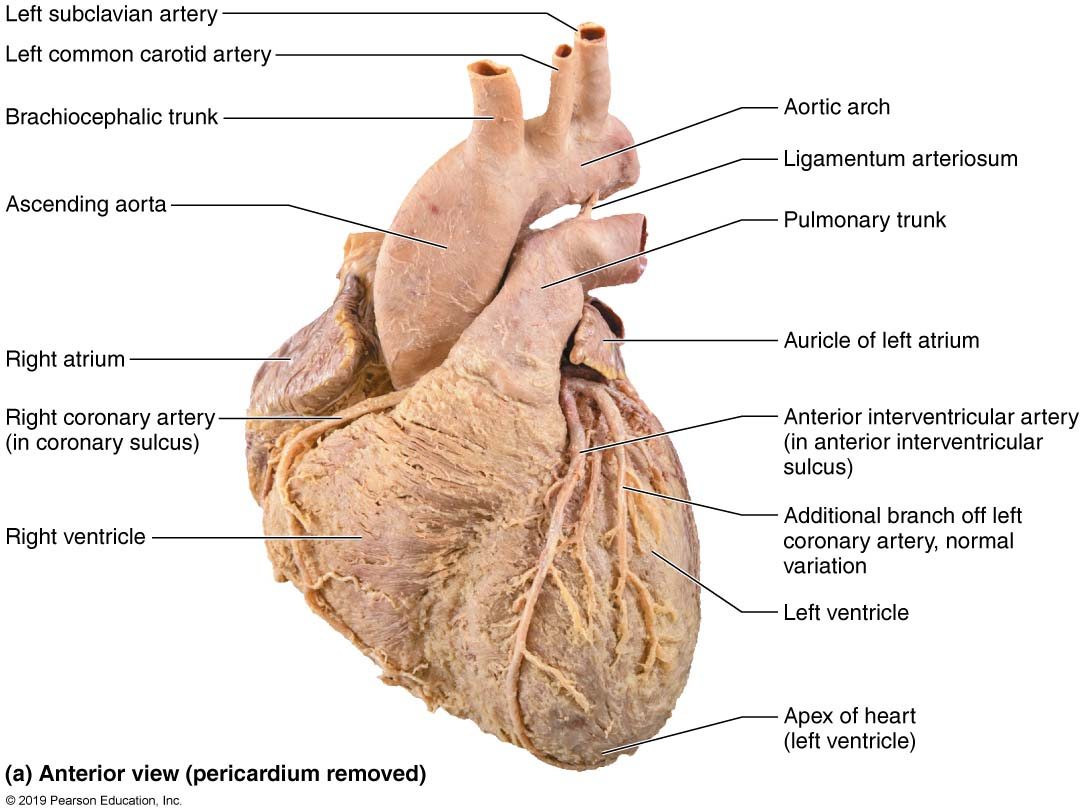 Left subclavian artery
Left common carotid artery
Brachiocephalic trunk
Ascending aorta
Right atrium
Right coronary artery
(in coronary sulcus)
Right ventricle
Aortic arch
Ligamentum arteriosum
Pulmonary trunk
Auricle of left atrium
Anterior interventricular artery
(in anterior interventricular
sulcus)
Additional branch off left
coronary artery, normal
variation
Left ventricle
Apex of heart
(left ventricle)
(a) Anterior view (pericardium removed)
© 2019 Pearson Education, Inc.